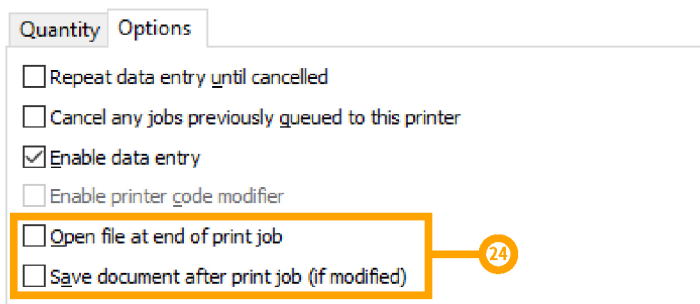 Quantity Options
Repeat data entry until cancelled
Cancel any jobs previously queued to this printer
Enable data entry
Enable printer code modifier
Open file at end of print job
24
Save document after print job (if modified)